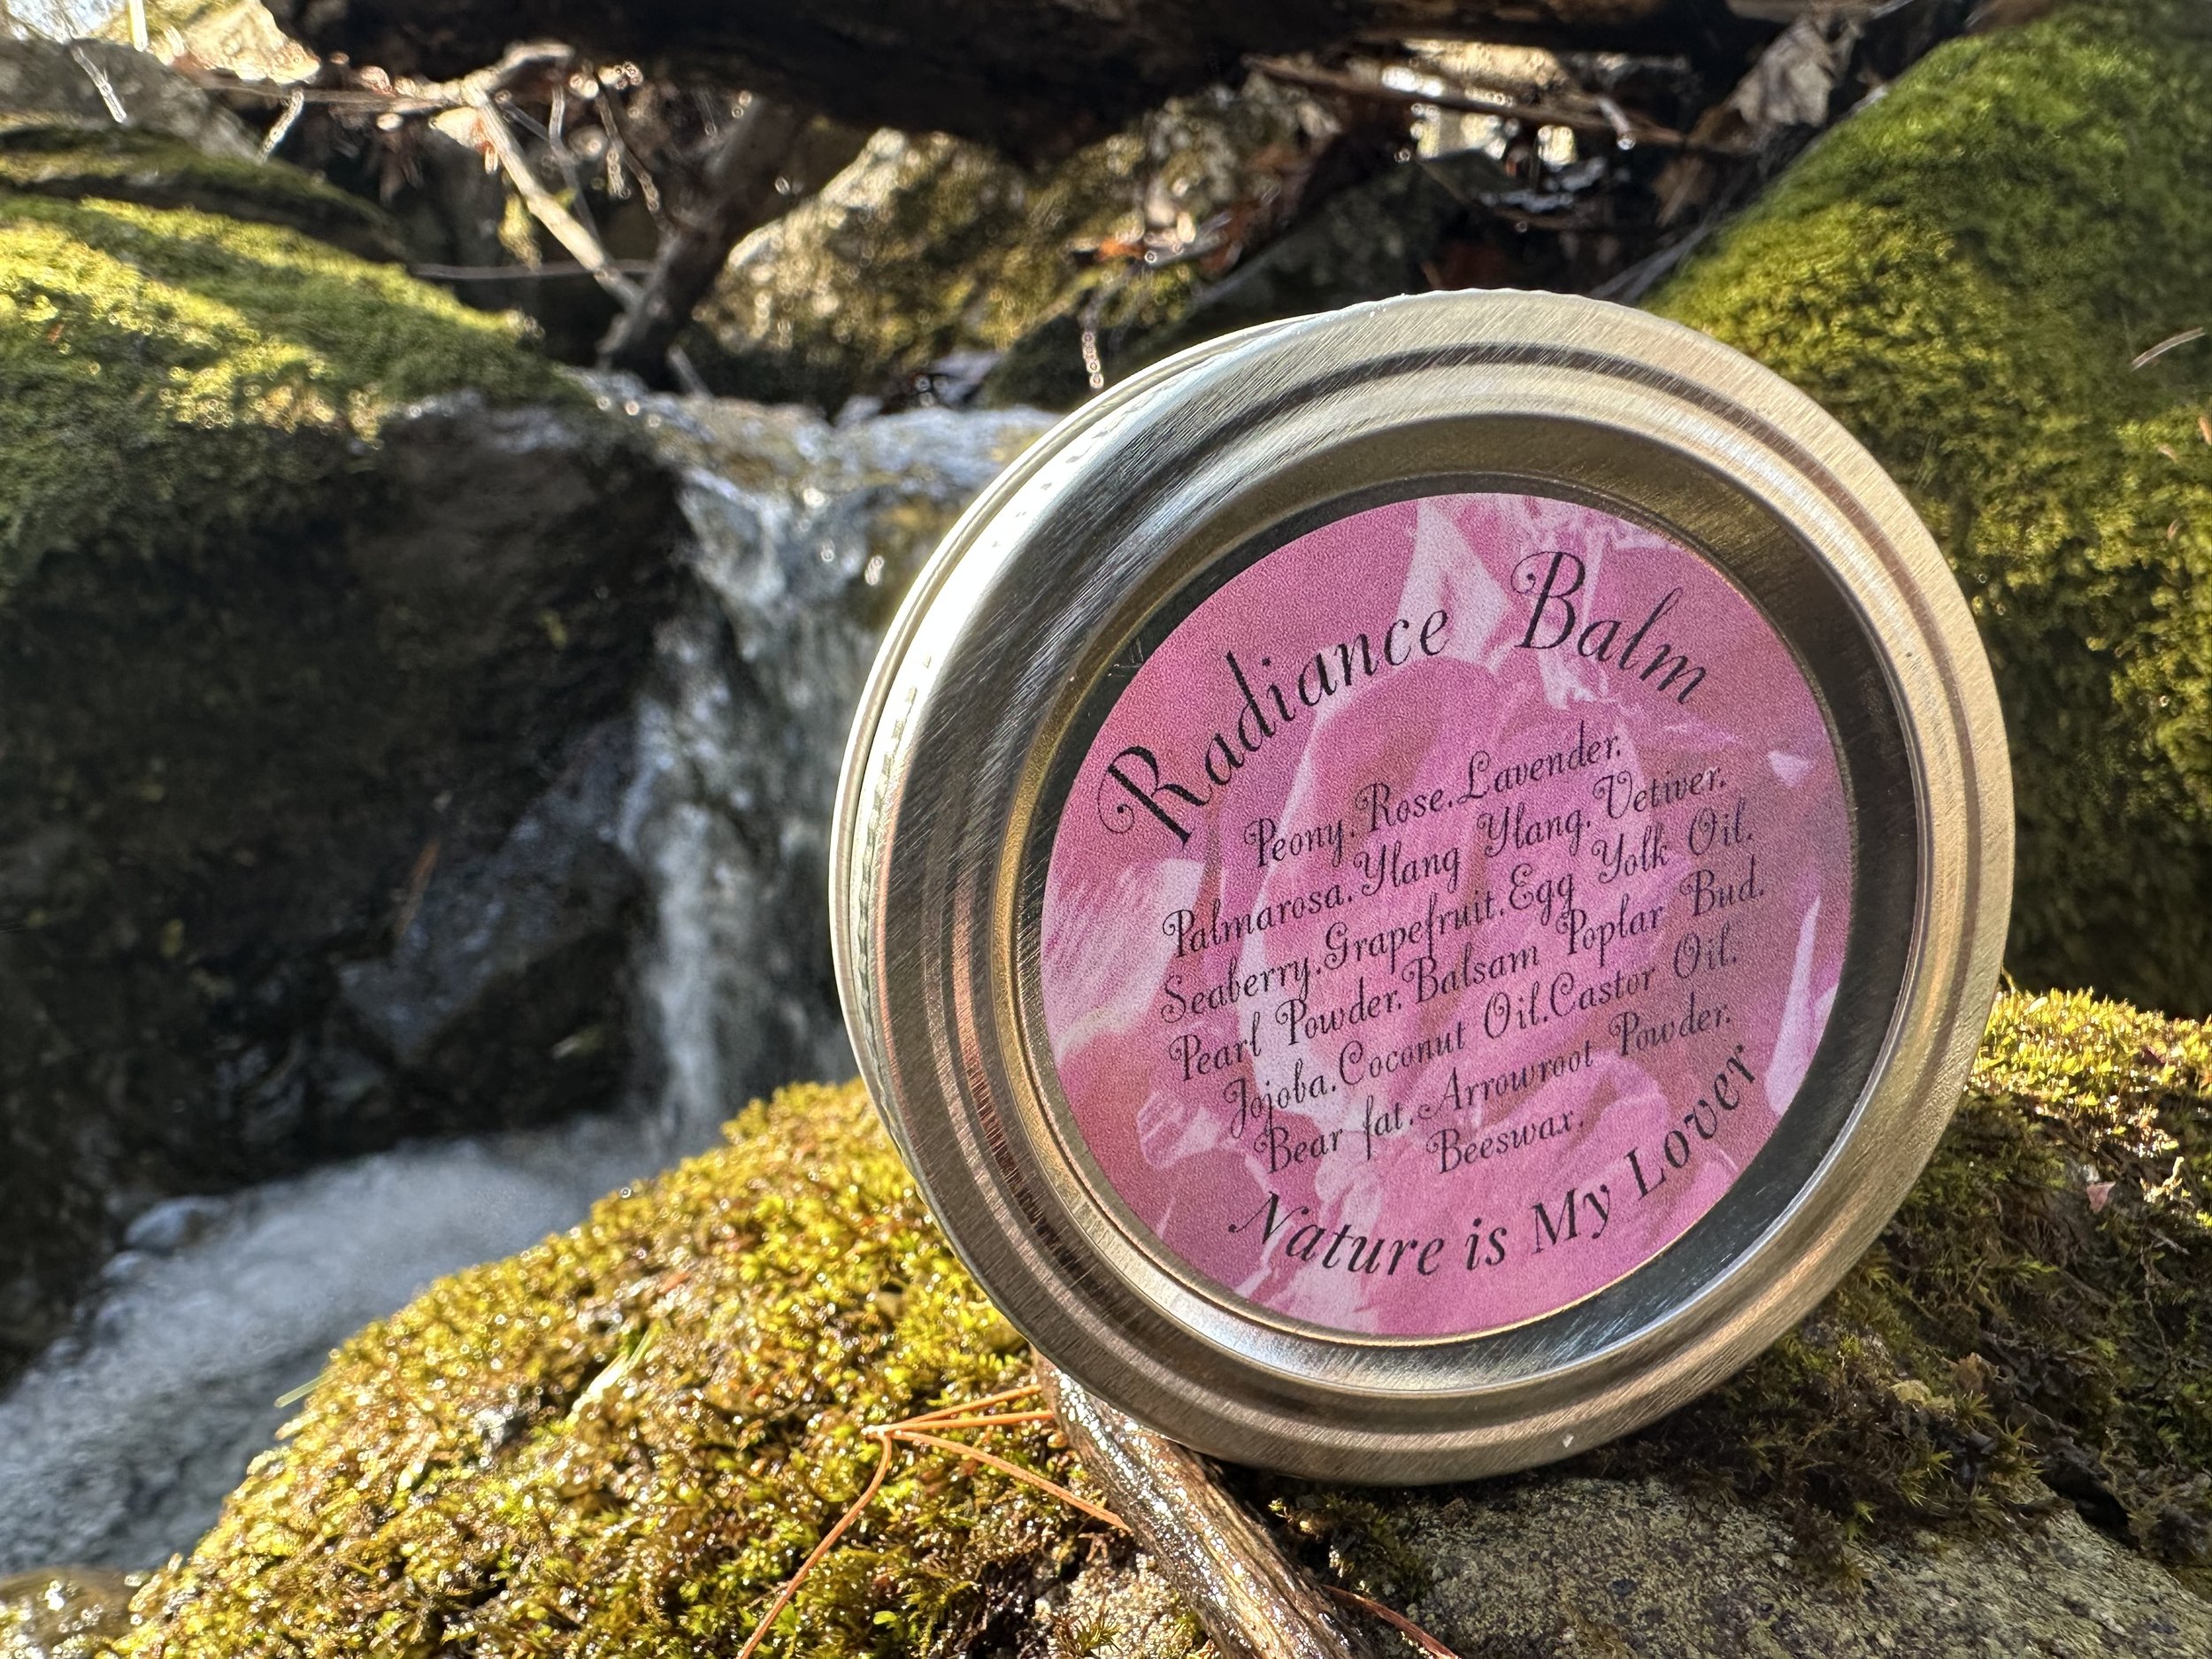 Radiance Balm
Peony. Rose. Lavender.
Palmarosa. Ylang Ylang. Vetiver.
Seaberry. Grapefruit. Egg Yolk Oil.
Pearl Powder. Balsam Poplar Bud.
Jojoba. Coconut Oil. Castor Oil.
Bear fat. Arrowroot Powder.
Beeswax.
Nature is My Lover